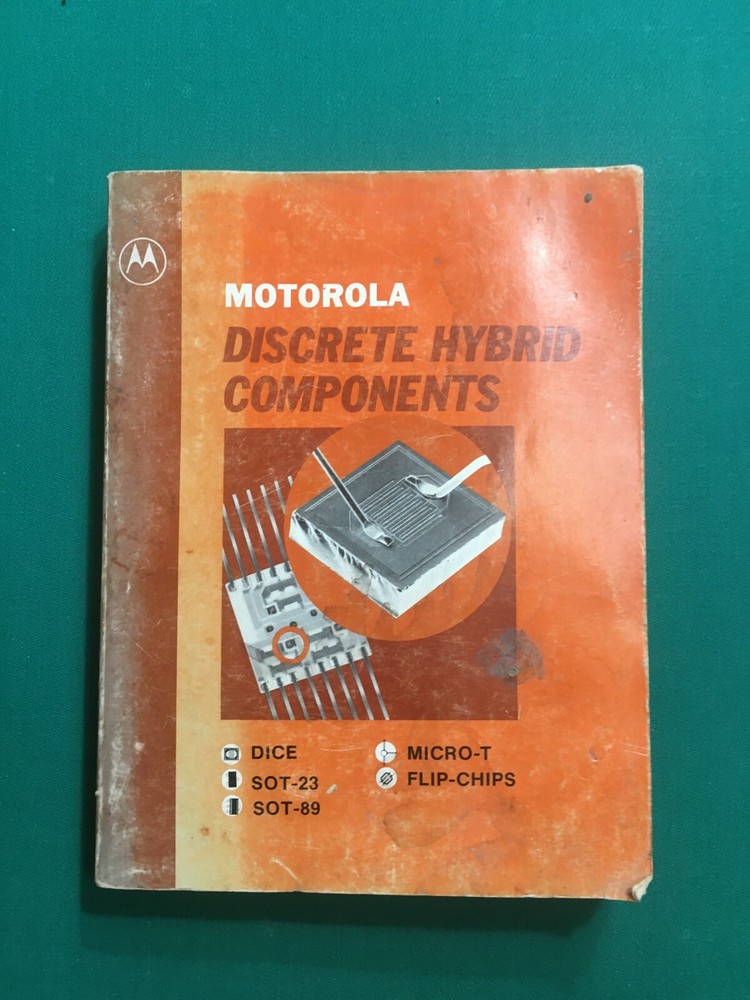 MOTOROLA
DISCRETE HYBRID
COMPONENTS
DICE
SOT-23
SOT-89
MICRO-T
FLIP-CHIPS